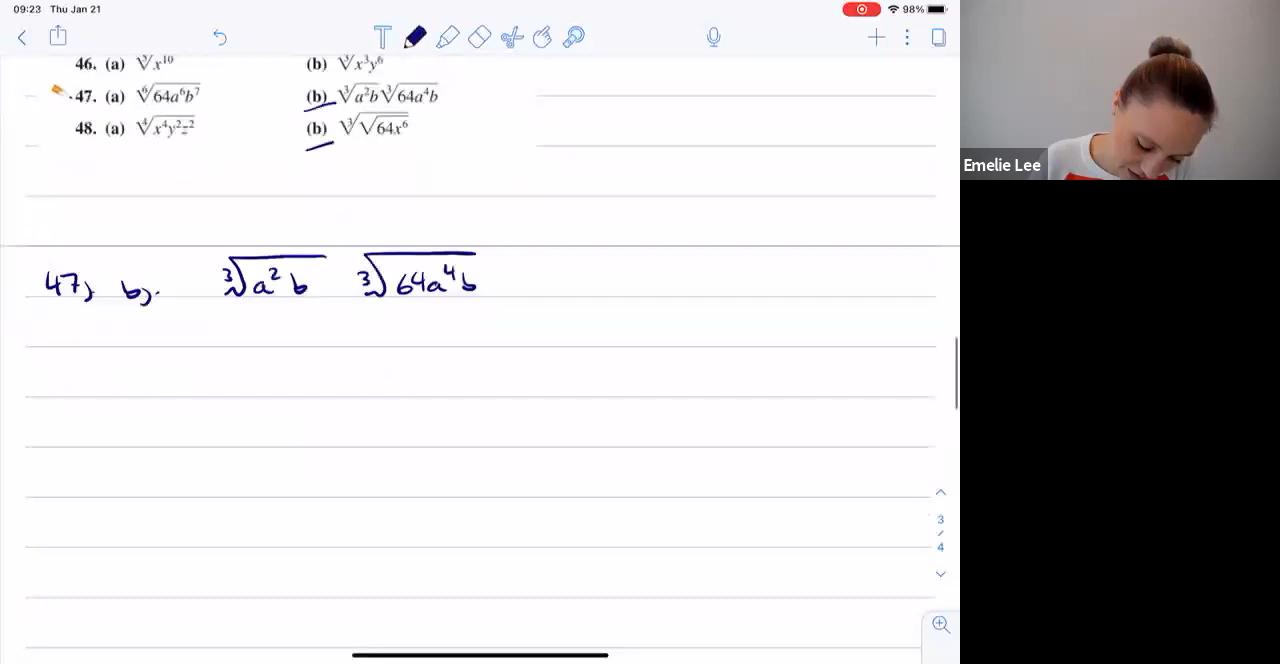 09:23 Thu Jan 21
98%
46. (a) ∛x¹⁰ (b) ∛x³y⁶
47. (a) ⁶√64a⁶b⁷ (b) ∛a²b ∛64a⁴b
48. (a) ∜x⁴y²z² (b) ∛√64x⁶
47, b). ∛a²b ∛64a⁴b
Emelie Lee
3
/
4